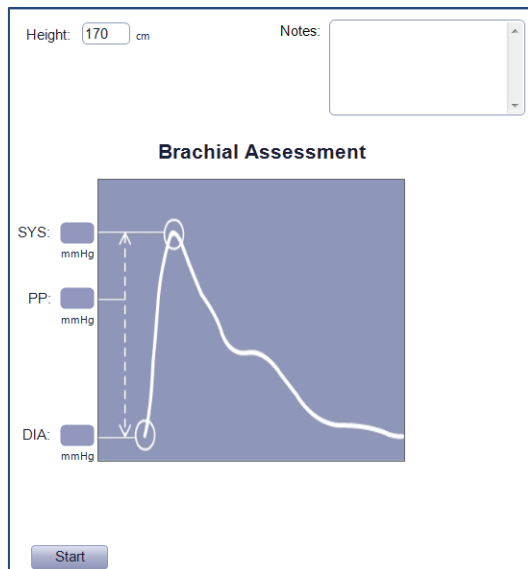 Height: 170 cm
Notes:
Brachial Assessment
SYS:
mmHg
PP:
mmHg
DIA:
mmHg
Start